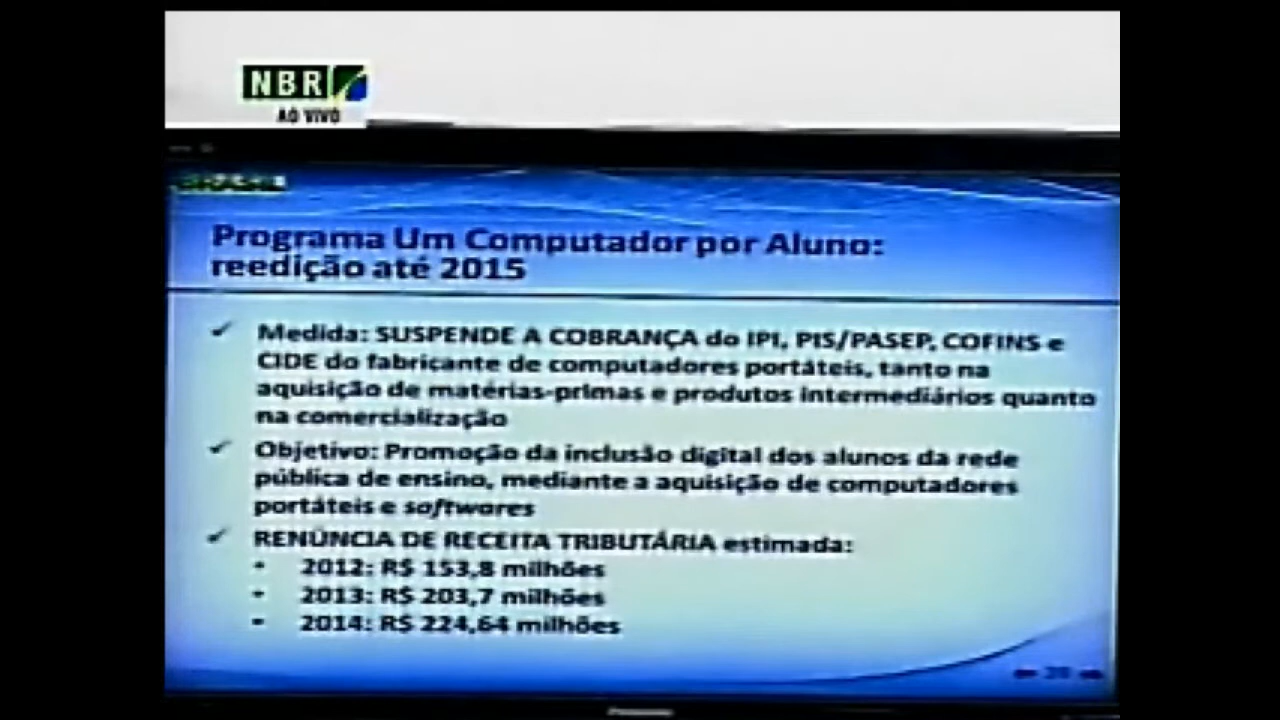 NBR
AO VIVO
BRASIL
Programa Um Computador por Aluno:
reedição até 2015
✓ Medida: SUSPENDE A COBRANÇA do IPI, PIS/PASEP, COFINS e
CIDE do fabricante de computadores portáteis, tanto na
aquisição de matérias-primas e produtos intermediários quanto
na comercialização
✓ Objetivo: Promoção da inclusão digital dos alunos da rede
pública de ensino, mediante a aquisição de computadores
portáteis e softwares
✓ RENÚNCIA DE RECEITA TRIBUTÁRIA estimada:
• 2012: R$ 153,8 milhões
• 2013: R$ 203,7 milhões
• 2014: R$ 224,64 milhões